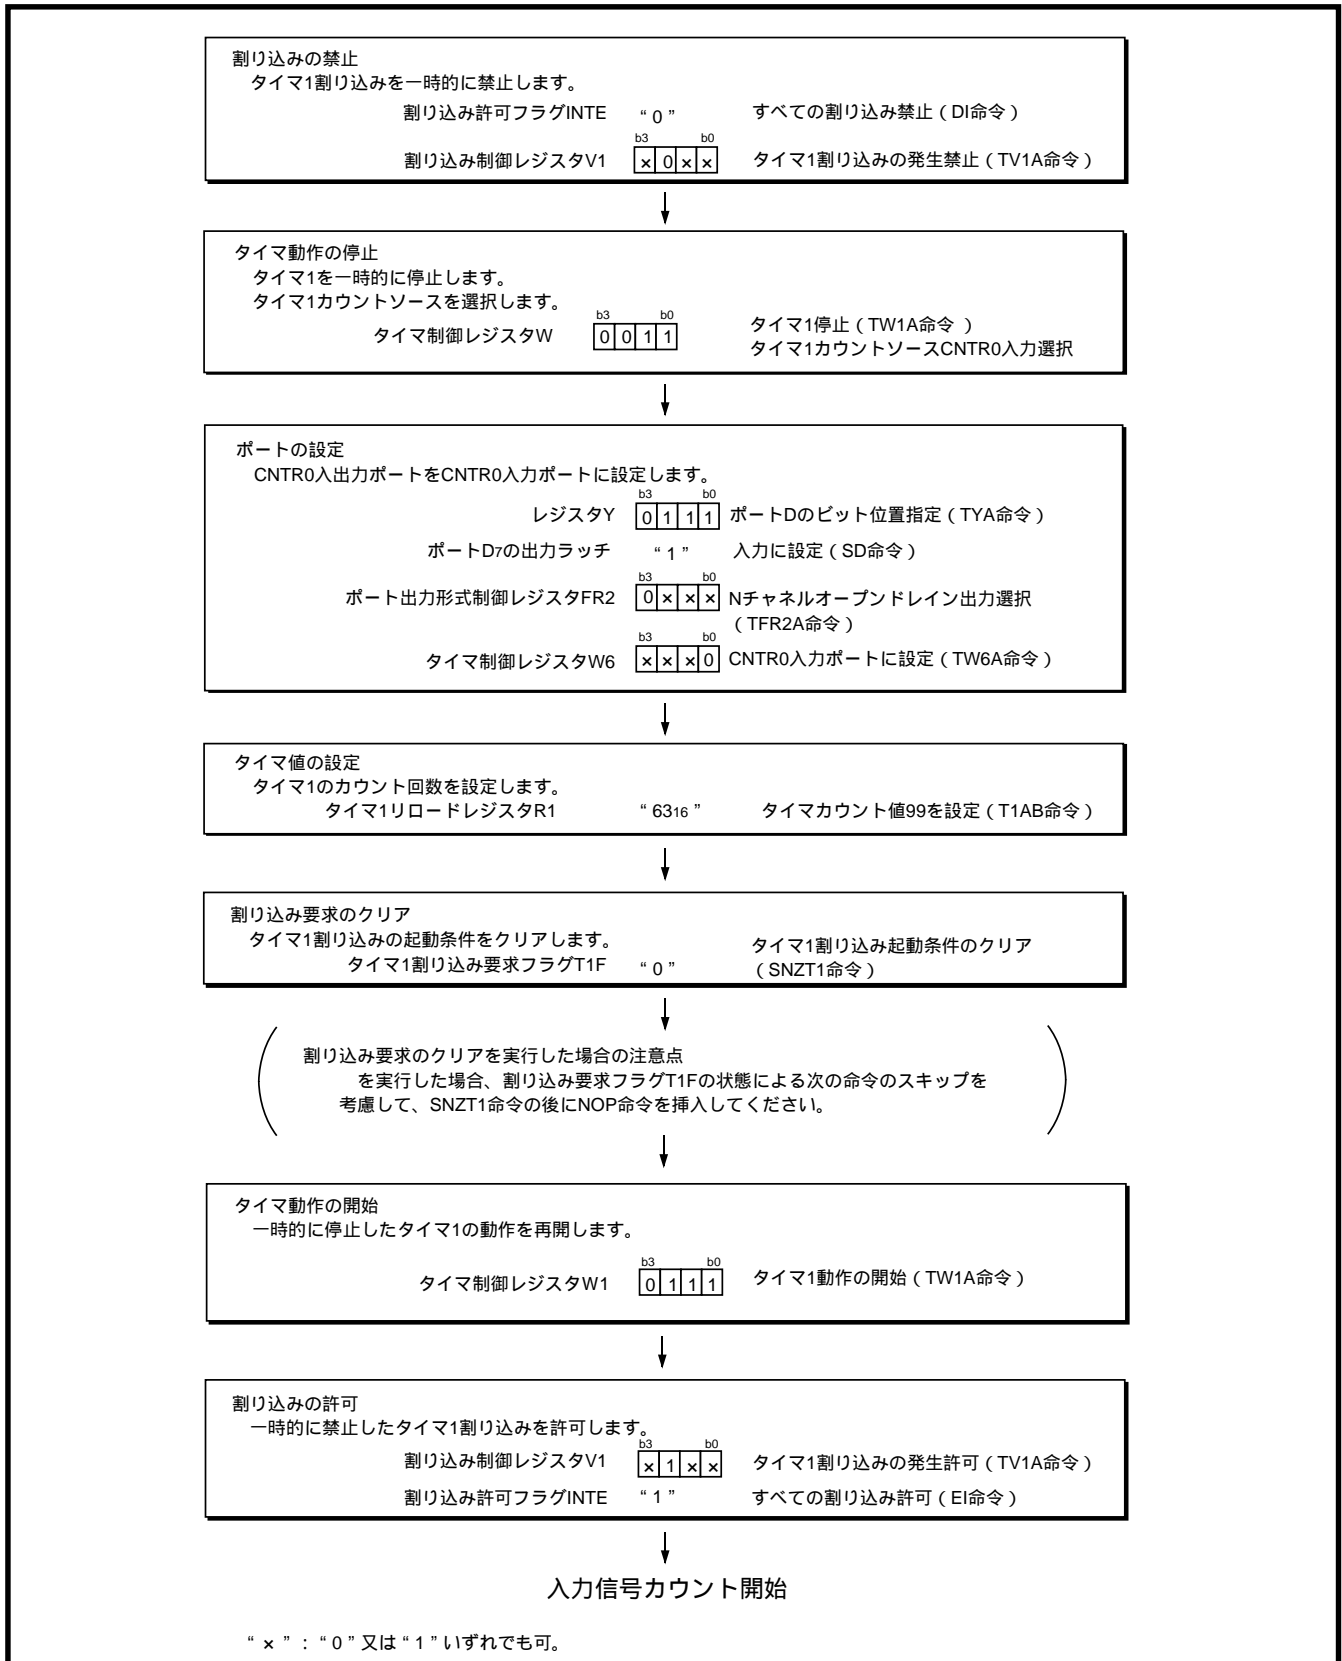 割り込みの禁止
タイマ1割り込みを一時的に禁止します。
割り込み許可フラグINTE “ 0 ” すべての割り込み禁止 ( DI命令 )
b3 b0
割り込み制御レジスタV1 × 0 × × タイマ1割り込みの発生禁止 ( TV1A命令 )
タイマ動作の停止
タイマ1を一時的に停止します。
タイマ1カウントソースを選択します。
b3 b0
タイマ制御レジスタW 0 0 1 1 タイマ1停止 ( TW1A命令 )
タイマ1カウントソースCNTR0入力選択
ポートの設定
CNTR0入出力ポートをCNTR0入力ポートに設定します。
b3 b0
レジスタY 0 1 1 1 ポートDのビット位置指定 ( TYA命令 )
ポートD7の出力ラッチ “ 1 ” 入力に設定 ( SD命令 )
b3 b0
ポート出力形式制御レジスタFR2 0 × × × Nチャネルオープンドレイン出力選択
( TFR2A命令 )
b3 b0
タイマ制御レジスタW6 × × × 0 CNTR0入力ポートに設定 ( TW6A命令 )
タイマ値の設定
タイマ1のカウント回数を設定します。
タイマ1リロードレジスタR1 “ 6316 ” タイマカウント値99を設定 ( T1AB命令 )
割り込み要求のクリア
タイマ1割り込みの起動条件をクリアします。
タイマ1割り込み要求フラグT1F “ 0 ” タイマ1割り込み起動条件のクリア
( SNZT1命令 )
割り込み要求のクリアを実行した場合の注意点
を実行した場合、割り込み要求フラグT1Fの状態による次の命令のスキップを
考慮して、SNZT1命令の後にNOP命令を挿入してください。
タイマ動作の開始
一時的に停止したタイマ1の動作を再開します。
b3 b0
タイマ制御レジスタW1 0 1 1 1 タイマ1動作の開始 ( TW1A命令 )
割り込みの許可
一時的に禁止したタイマ1割り込みを許可します。
b3 b0
割り込み制御レジスタV1 × 1 × × タイマ1割り込みの発生許可 ( TV1A命令 )
割り込み許可フラグINTE “ 1 ” すべての割り込み許可 ( EI命令 )
入力信号カウント開始
“ × ” : “ 0 ” 又は “ 1 ” いずれでも可。